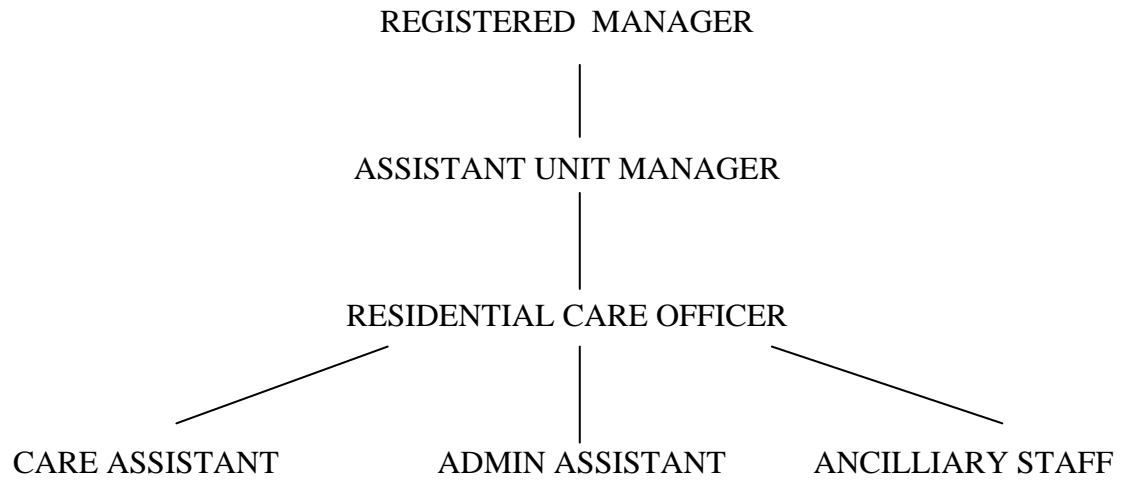 REGISTERED MANAGER
ASSISTANT UNIT MANAGER
RESIDENTIAL CARE OFFICER
CARE ASSISTANT ADMIN ASSISTANT ANCILLIARY STAFF